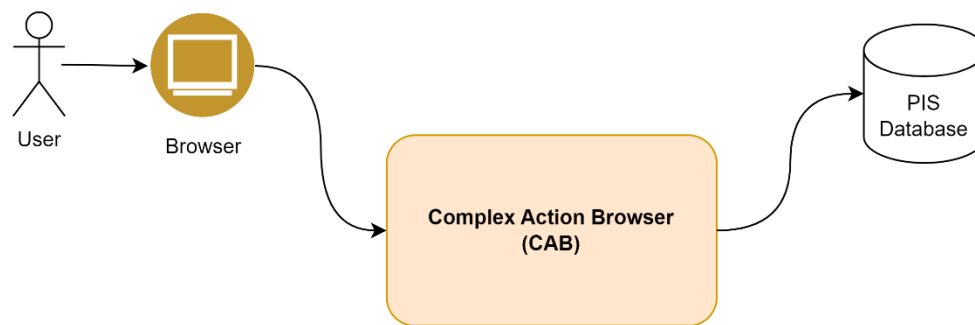 User
Browser
Complex Action Browser
(CAB)
PIS
Database